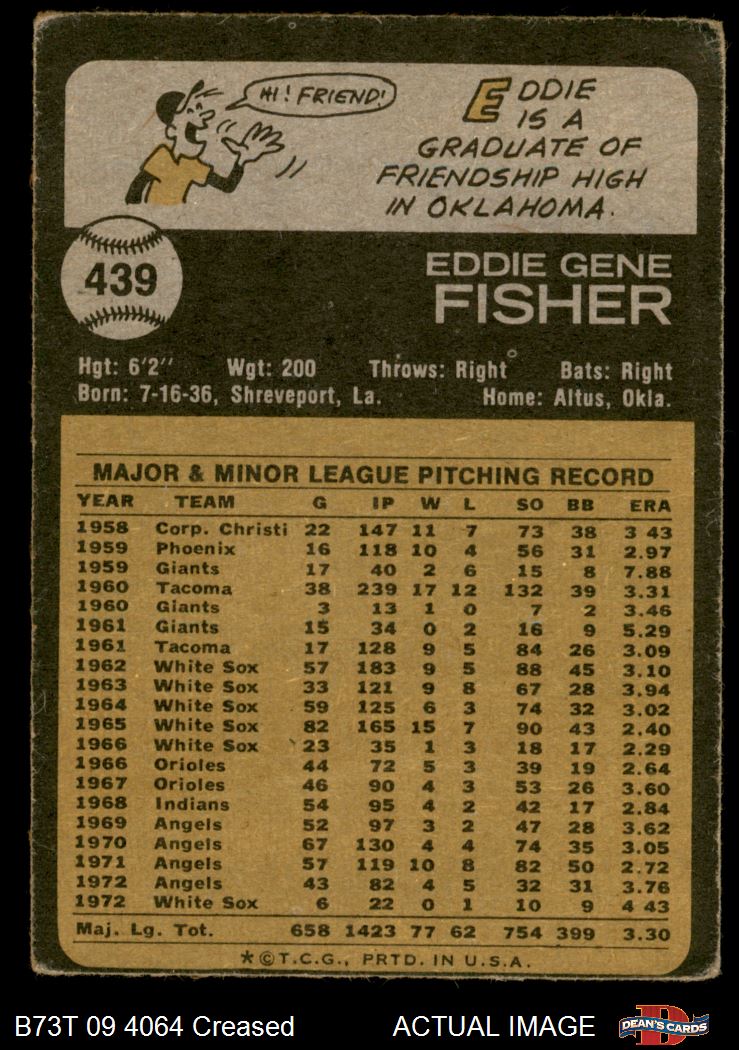 HI! FRIEND!
EDDIE
IS A
GRADUATE OF
FRIENDSHIP HIGH
IN OKLAHOMA.
439
EDDIE GENE
FISHER
Hgt: 6'2" Wgt: 200 Throws: Right Bats: Right
Born: 7-16-36, Shreveport, La. Home: Altus, Okla.
MAJOR & MINOR LEAGUE PITCHING RECORD
YEAR TEAM G IP W L SO BB ERA
1958 Corp. Christi 22 147 11 7 73 38 3 43
1959 Phoenix 16 118 10 4 56 31 2.97
1959 Giants 17 40 2 6 15 8 7.88
1960 Tacoma 38 239 17 12 132 39 3.31
1960 Giants 3 13 1 0 7 2 3.46
1961 Giants 15 34 0 2 16 9 5.29
1961 Tacoma 17 128 9 5 84 26 3.09
1962 White Sox 57 183 9 5 88 45 3.10
1963 White Sox 33 121 9 8 67 28 3.94
1964 White Sox 59 125 6 3 74 32 3.02
1965 White Sox 82 165 15 7 90 43 2.40
1966 White Sox 23 35 1 3 18 17 2.29
1966 Orioles 44 72 5 3 39 19 2.64
1967 Orioles 46 90 4 3 53 26 3.60
1968 Indians 54 95 4 2 42 17 2.84
1969 Angels 52 97 3 2 47 28 3.62
1970 Angels 67 130 4 4 74 35 3.05
1971 Angels 57 119 10 8 82 50 2.72
1972 Angels 43 82 4 5 32 31 3.76
1972 White Sox 6 22 0 1 10 9 4 43
Maj. Lg. Tot. 658 1423 77 62 754 399 3.30
*©T.C.G., PRTD. IN U.S.A.
B73T 09 4064 Creased ACTUAL IMAGE
D
DEAN'S CARDS